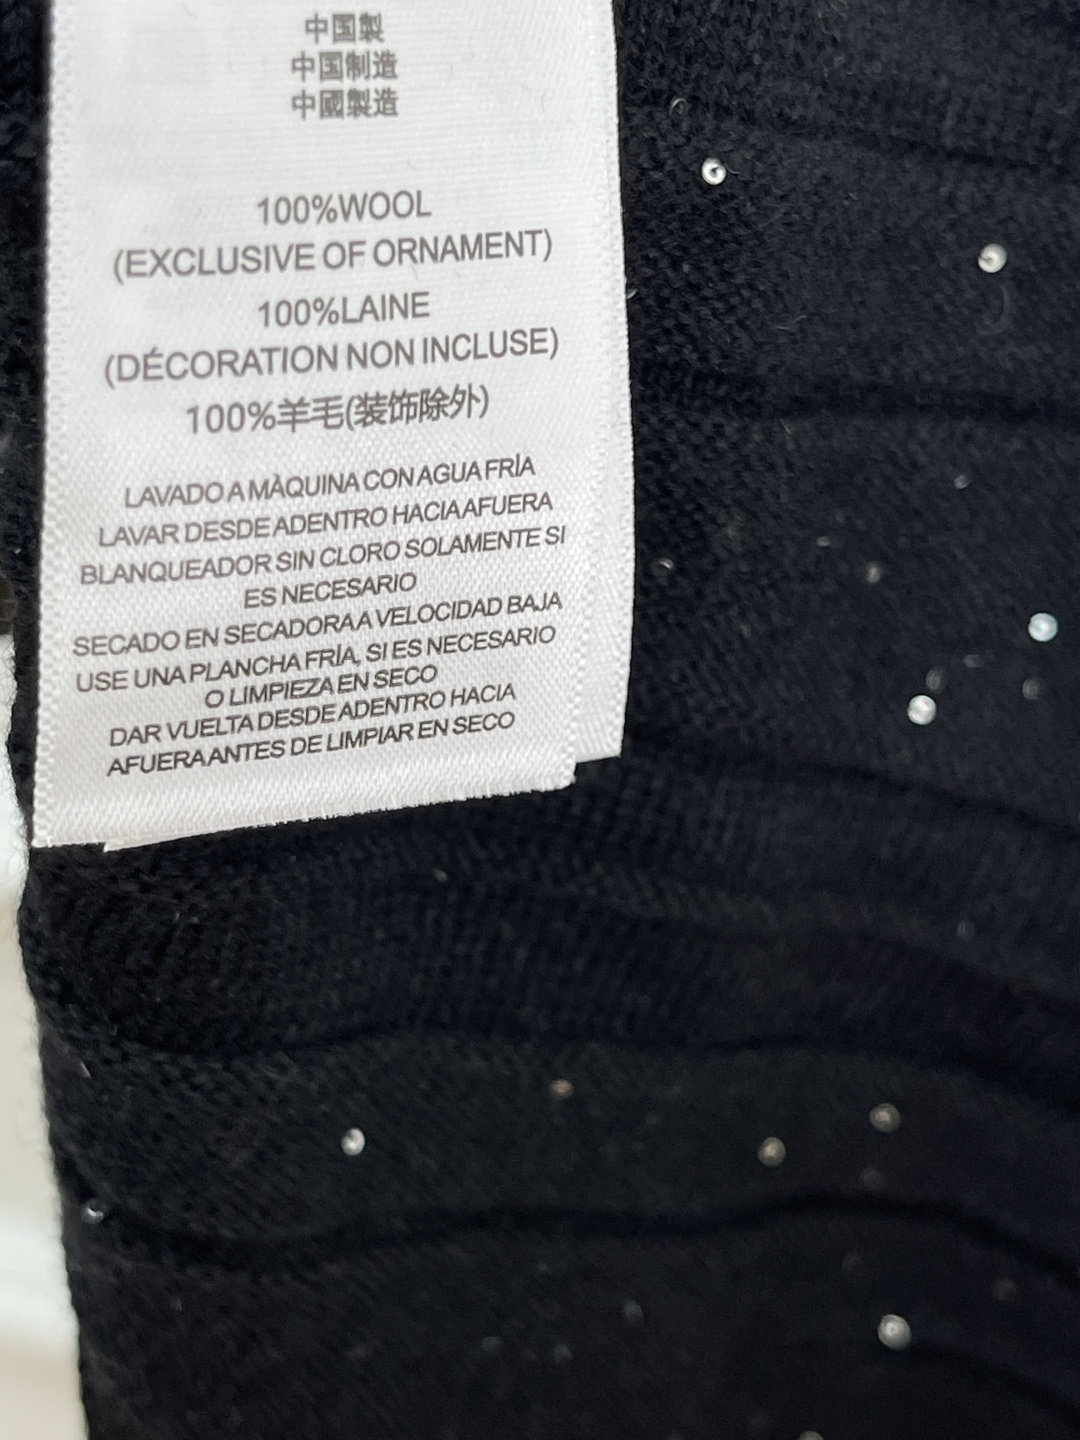 中国製
中国制造
中國製造
100%WOOL
(EXCLUSIVE OF ORNAMENT)
100%LAINE
(DÉCORATION NON INCLUSE)
100%羊毛(装饰除外)
LAVADO A MÀQUINA CON AGUA FRÍA
LAVAR DESDE ADENTRO HACIA AFUERA
BLANQUEADOR SIN CLORO SOLAMENTE SI
ES NECESARIO
SECADO EN SECADORA A VELOCIDAD BAJA
USE UNA PLANCHA FRÍA, SI ES NECESARIO
O LIMPIEZA EN SECO
DAR VUELTA DESDE ADENTRO HACIA
AFUERA ANTES DE LIMPIAR EN SECO